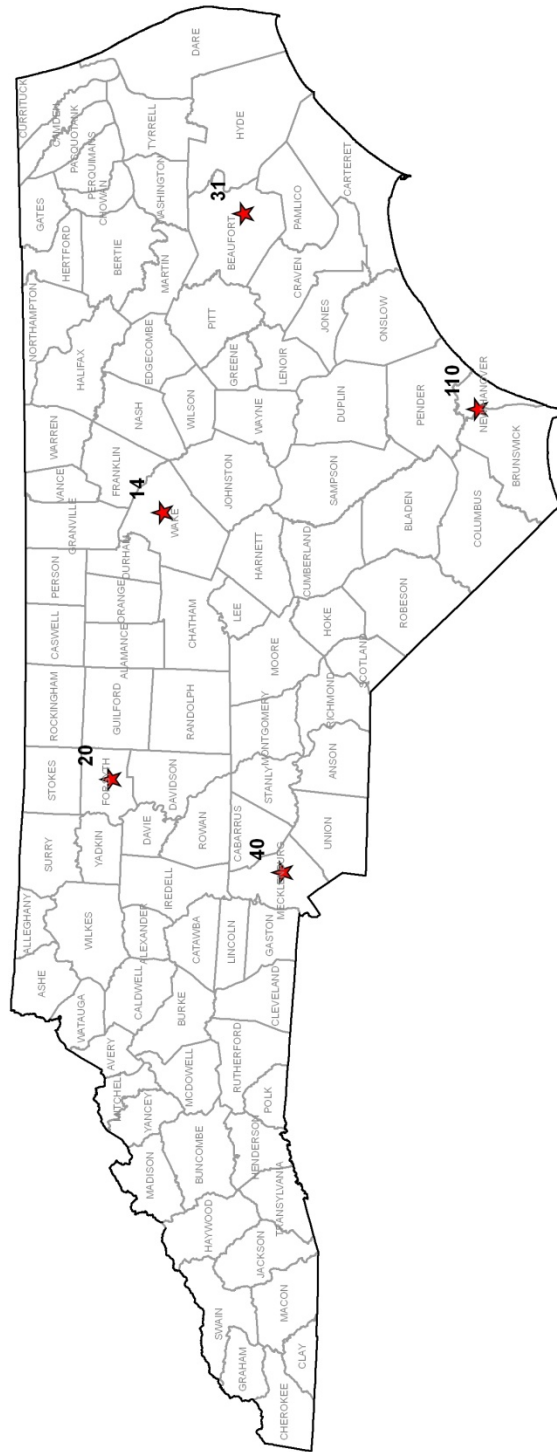 CURRITUCK
CAMDEN
PASQUOTANK
PERQUIMANS
CHOWAN
GATES
HERTFORD
NORTHAMPTON
BERTIE
HALIFAX
WARREN
VANCE
GRANVILLE
PERSON
CASWELL
ROCKINGHAM
STOKES
SURRY
ALLEGHANY
ASHE
WATAUGA
WILKES
YADKIN
FORSYTH
20
GUILFORD
ALAMANCE
ORANGE
DURHAM
FRANKLIN
NASH
EDGECOMBE
MARTIN
WASHINGTON
TYRRELL
DARE
HYDE
BEAUFORT
31
PITT
WILSON
WAKE
14
CHATHAM
RANDOLPH
DAVIDSON
DAVIE
IREDELL
ALEXANDER
CALDWELL
AVERY
MITCHELL
YANCEY
MADISON
BUNCOMBE
MCDOWELL
BURKE
CATAWBA
ROWAN
LEE
HARNETT
JOHNSTON
WAYNE
GREENE
LENOIR
CRAVEN
PAMLICO
CARTERET
JONES
ONSLOW
DUPLIN
SAMPSON
CUMBERLAND
HOKE
MOORE
MONTGOMERY
STANLY
CABARRUS
40
MECKLENBURG
LINCOLN
GASTON
CLEVELAND
RUTHERFORD
POLK
HENDERSON
TRANSYLVANIA
HAYWOOD
JACKSON
SWAIN
MACON
GRAHAM
CLAY
CHEROKEE
UNION
ANSON
RICHMOND
SCOTLAND
ROBESON
BLADEN
COLUMBUS
PENDER
110
NEW HANOVER
BRUNSWICK